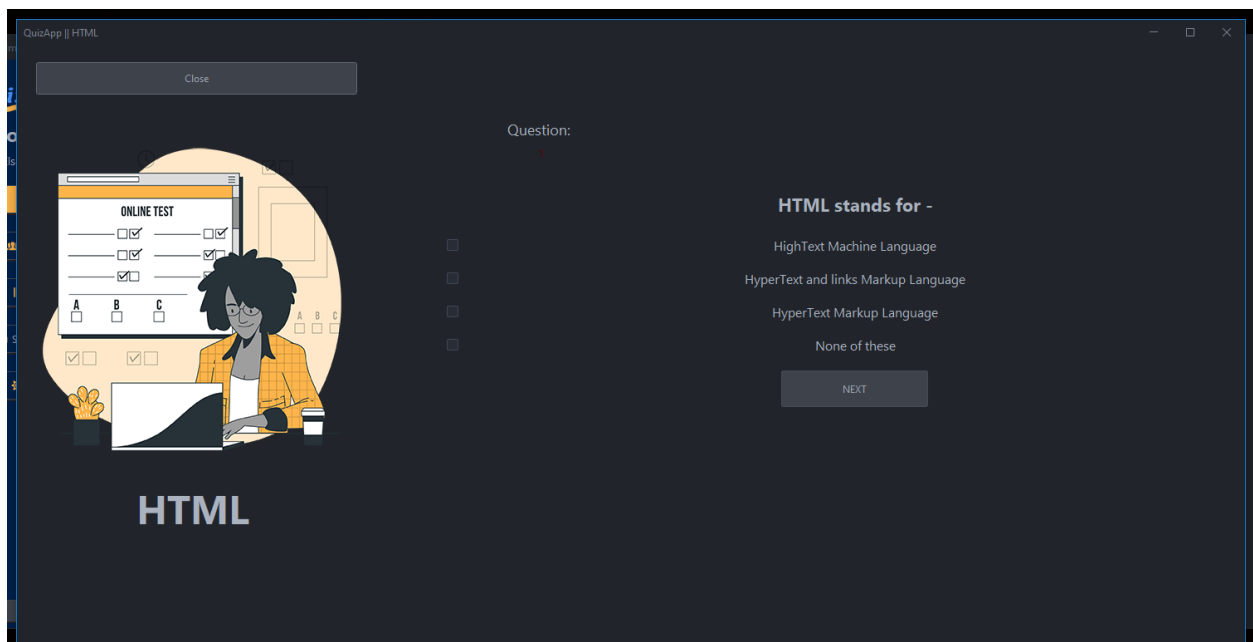 QuizApp || HTML
Close
Question:
1
ONLINE TEST
A B C
A B C
HTML
HTML stands for -
HighText Machine Language
HyperText and links Markup Language
HyperText Markup Language
None of these
NEXT